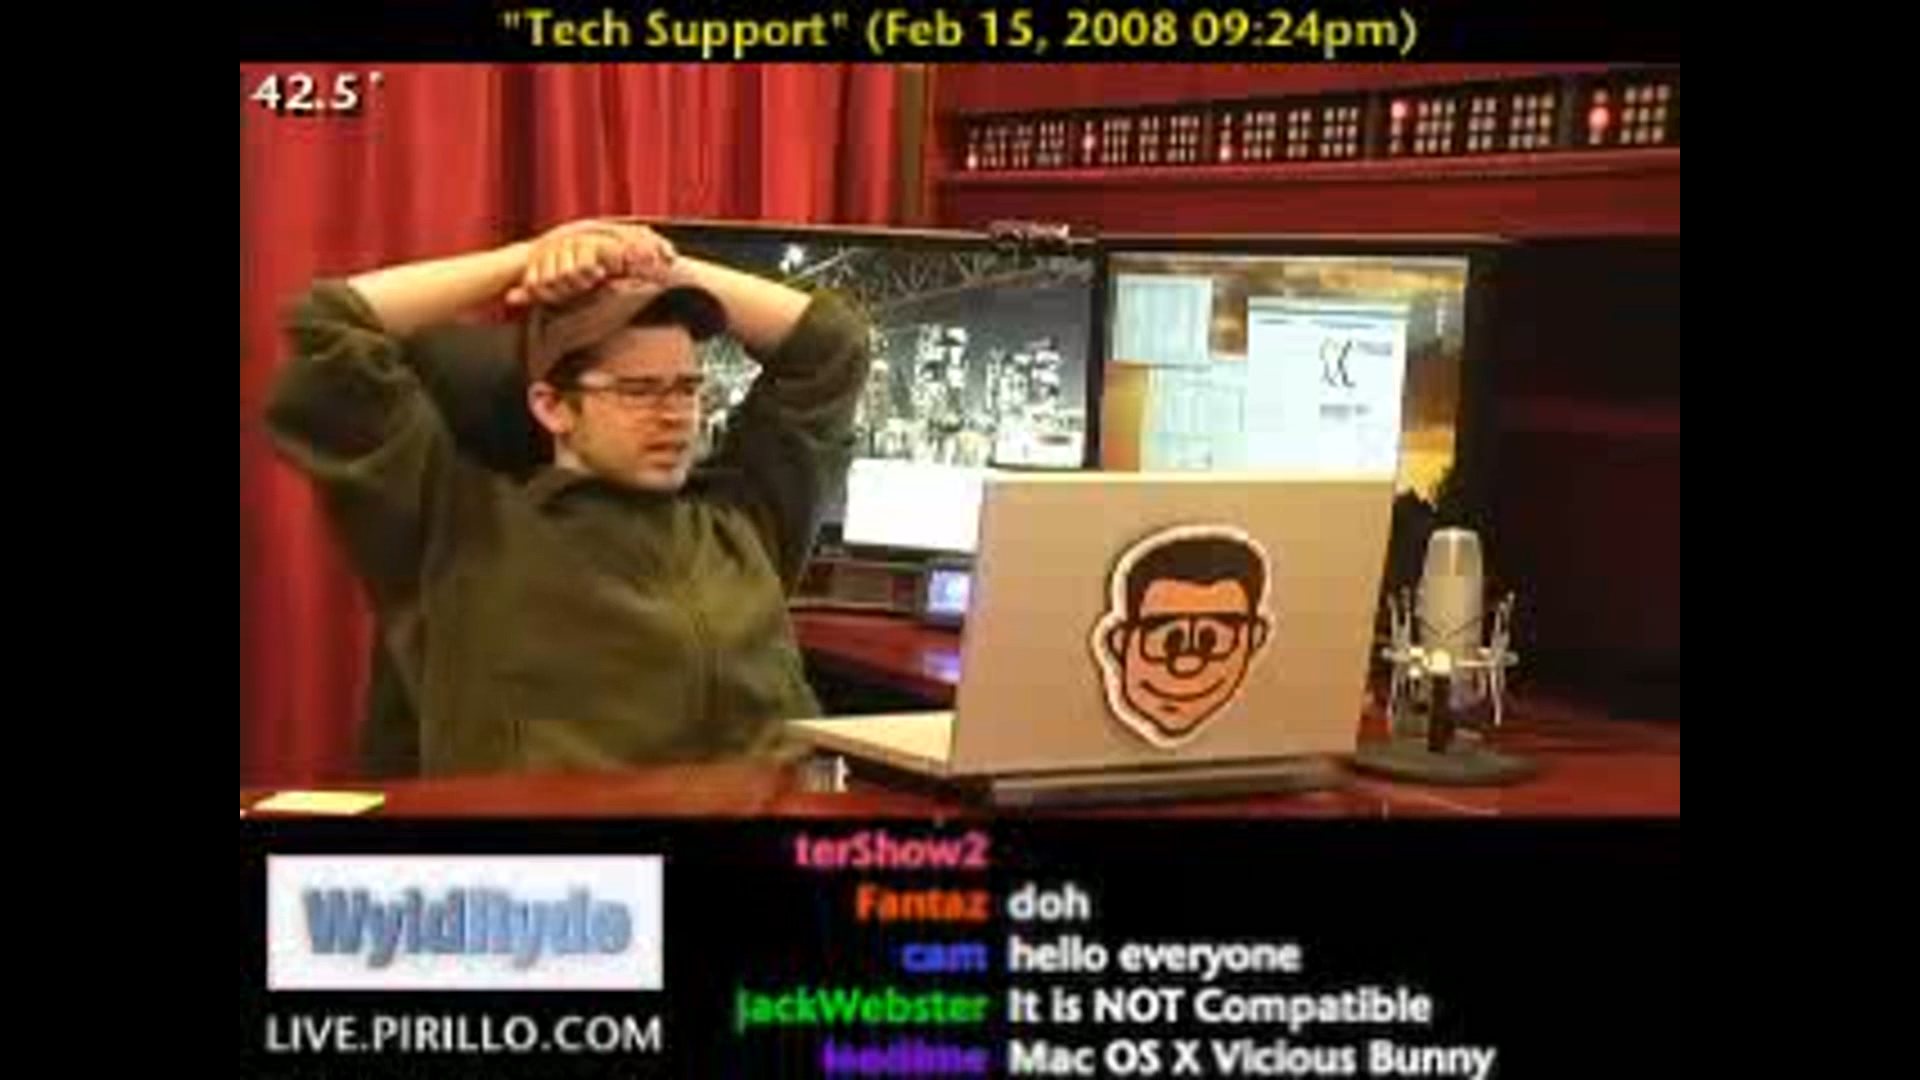 "Tech Support" (Feb 15, 2008 09:24pm)
42.5°
terShow2
Fantaz doh
cam hello everyone
JackWebster It is NOT Compatible
Mac OS X Vicious Bunny
WyldRyde
LIVE.PIRILLO.COM